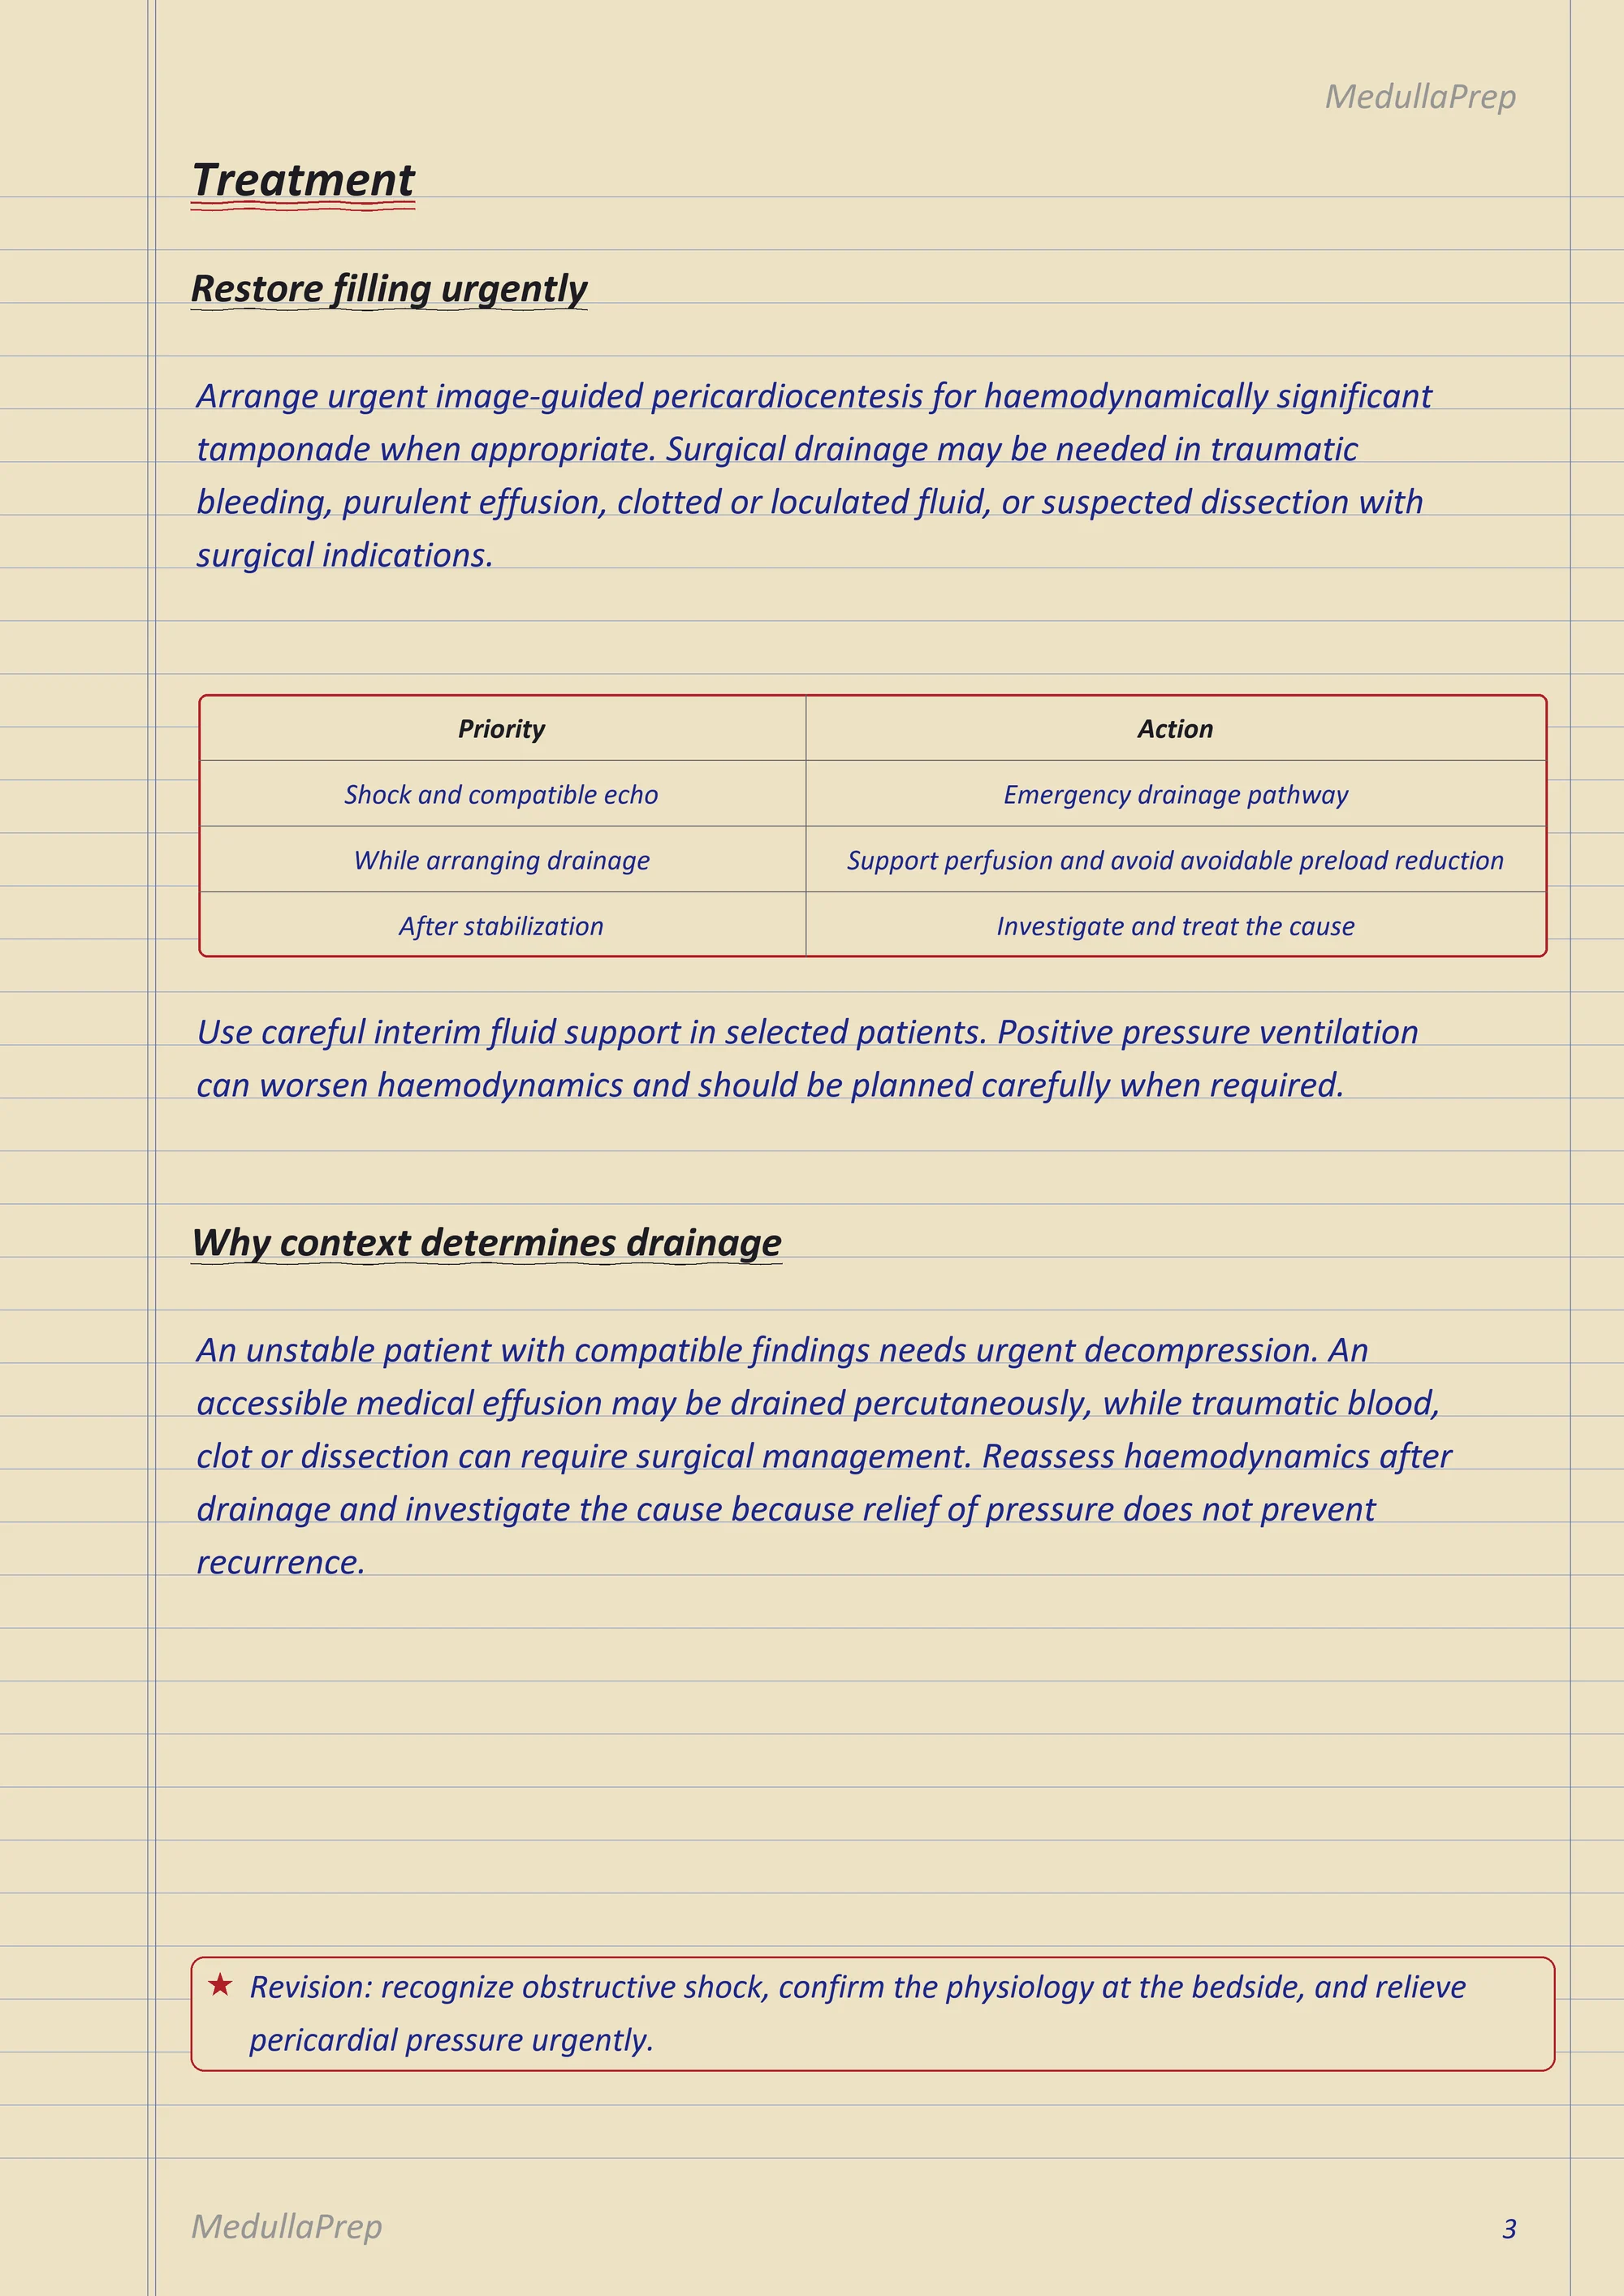 MedullaPrep
Treatment
Restore filling urgently
Arrange urgent image-guided pericardiocentesis for haemodynamically significant
tamponade when appropriate. Surgical drainage may be needed in traumatic
bleeding, purulent effusion, clotted or loculated fluid, or suspected dissection with
surgical indications.
Priority Action
Shock and compatible echo Emergency drainage pathway
While arranging drainage Support perfusion and avoid avoidable preload reduction
After stabilization Investigate and treat the cause
Use careful interim fluid support in selected patients. Positive pressure ventilation
can worsen haemodynamics and should be planned carefully when required.
Why context determines drainage
An unstable patient with compatible findings needs urgent decompression. An
accessible medical effusion may be drained percutaneously, while traumatic blood,
clot or dissection can require surgical management. Reassess haemodynamics after
drainage and investigate the cause because relief of pressure does not prevent
recurrence.
★ Revision: recognize obstructive shock, confirm the physiology at the bedside, and relieve
pericardial pressure urgently.
MedullaPrep 3